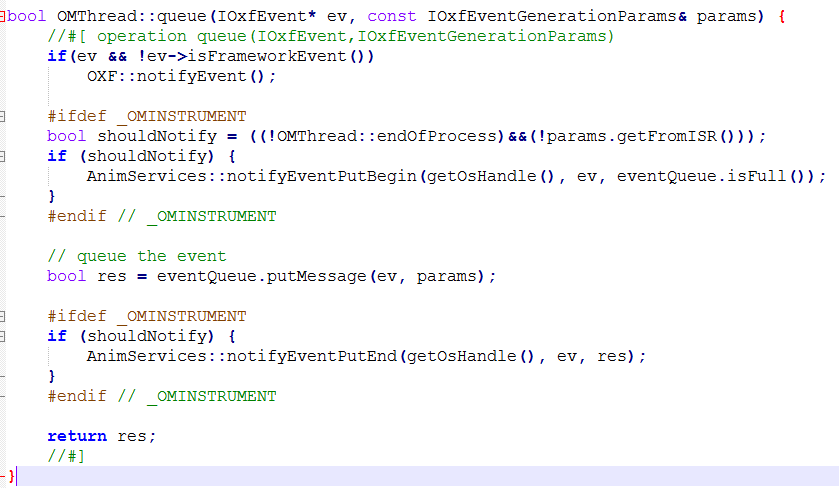 bool OMThread::queue(IOxfEvent* ev, const IOxfEventGenerationParams& params) {
//#[ operation queue(IOxfEvent,IOxfEventGenerationParams)
if(ev && !ev->isFrameworkEvent())
OXF::notifyEvent();
#ifdef _OMINSTRUMENT
bool shouldNotify = ((!OMThread::endOfProcess)&&(!params.getFromISR()));
if (shouldNotify) {
AnimServices::notifyEventPutBegin(getOsHandle(), ev, eventQueue.isFull());
}
#endif // _OMINSTRUMENT
// queue the event
bool res = eventQueue.putMessage(ev, params);
#ifdef _OMINSTRUMENT
if (shouldNotify) {
AnimServices::notifyEventPutEnd(getOsHandle(), ev, res);
}
#endif // _OMINSTRUMENT
return res;
//#]
}